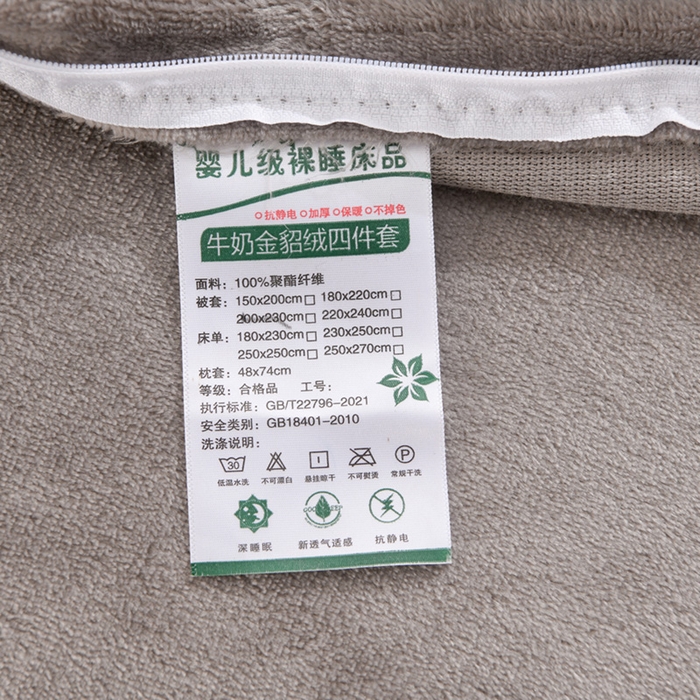 婴儿级裸睡床品
○抗静电 ○加厚 ○保暖 ○不掉色
牛奶金貂绒四件套
面料：100%聚酯纤维
被套：150x200cm□ 180x220cm□
200x230cm□ 220x240cm□
床单：180x230cm□ 230x250cm□
250x250cm□ 250x270cm□
枕套：48x74cm
等级：合格品 工号：
执行标准：GB/T22796-2021
安全类别：GB18401-2010
洗涤说明：
30 P
低温水洗 不可漂白 悬挂晾干 不可熨烫 常规干洗
深睡眠 新透气适感 抗静电